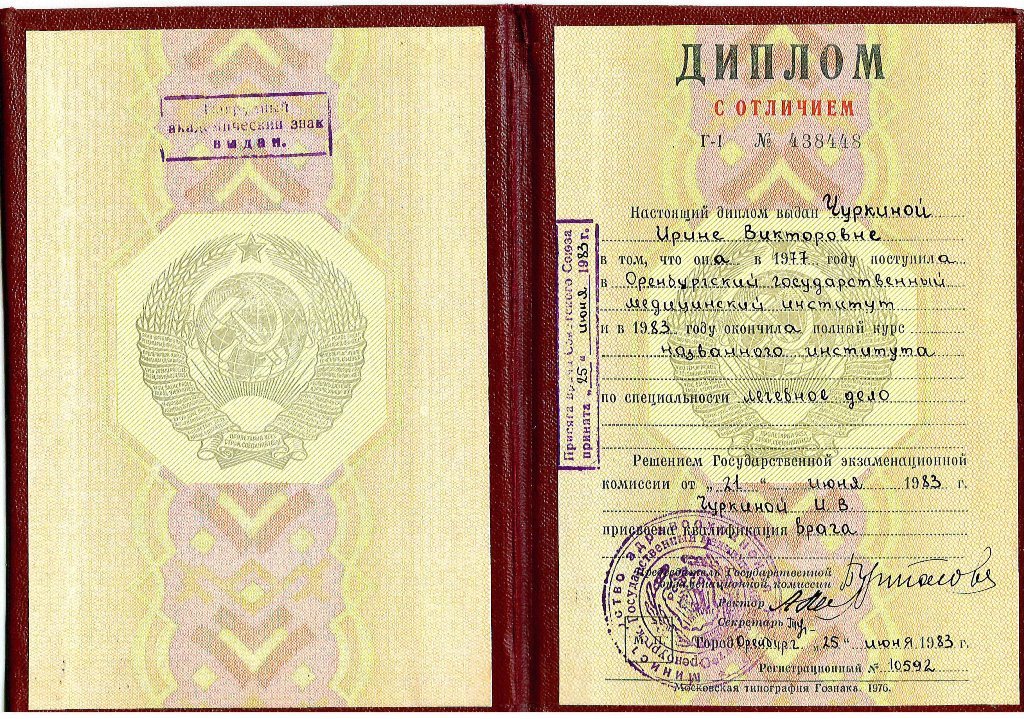 Нагрудный
академический знак
выдан.
ДИПЛОМ
С ОТЛИЧИЕМ
Г-I № 438448
Настоящий диплом выдан Чуркиной
Ирине Викторовне
в том, что она в 1977 году поступила
в Оренбургский государственный
медицинский институт
и в 1983 году окончила полный курс
названного института
по специальности лечебное дело
Решением Государственной экзаменационной
комиссии от „21“ июня 1983 г.
Чуркиной И. В.
присвоена квалификация врача
Председатель Государственной
экзаменационной комиссии
Ректор
Секретарь
М. П. Город Оренбург „25“ июня 1983 г.
Регистрационный № 10592
Московская типография Гознака. 1976.
Присяга врача Советского Союза
принята „25“ июня 1983 г.